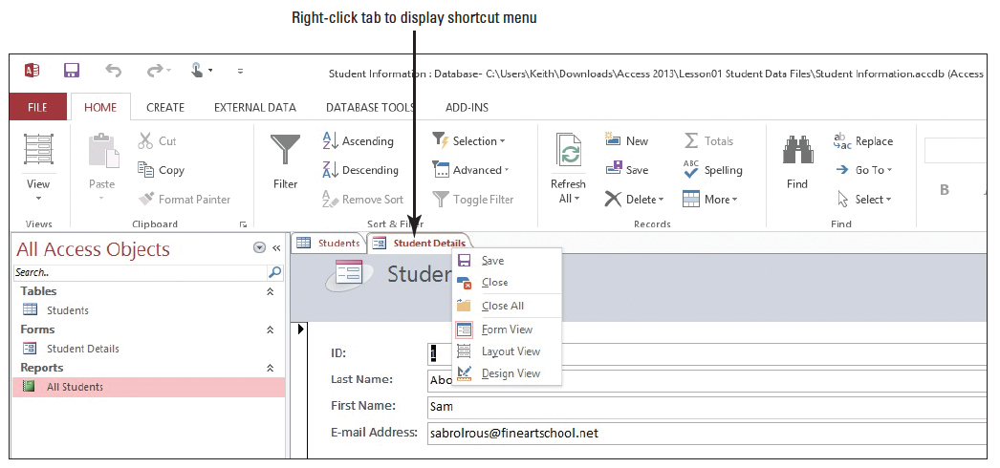 Right-click tab to display shortcut menu
Student Information : Database- C:\Users\Keith\Downloads\Access 2013\Lesson01 Student Data Files\Student Information.accdb (Access
FILE HOME CREATE EXTERNAL DATA DATABASE TOOLS ADD-INS
View
Views
Paste
Cut
Copy
Format Painter
Clipboard
Filter
Ascending
Descending
Remove Sort
Selection
Advanced
Toggle Filter
Sort & Filter
Refresh
All
New
Save
Delete
Totals
Spelling
More
Records
Find
Replace
Go To
Select
Find
B
All Access Objects
Search..
Tables
Students
Forms
Student Details
Reports
All Students
Students Student Details
Save
Close
Close All
Form View
Layout View
Design View
ID: 1
Last Name:
First Name: Sam
E-mail Address: sabrolrous@fineartschool.net